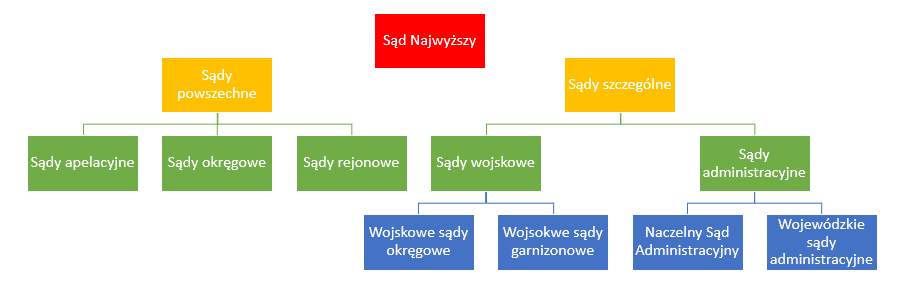 Sąd Najwyższy
Sądy
powszechne
Sądy szczególne
Sądy apelacyjne
Sądy okręgowe
Sądy rejonowe
Sądy wojskowe
Sądy
administracyjne
Wojskowe sądy
okręgowe
Wojsokwe sądy
garnizonowe
Naczelny Sąd
Administracyjny
Wojewódzkie
sądy
administracyjne